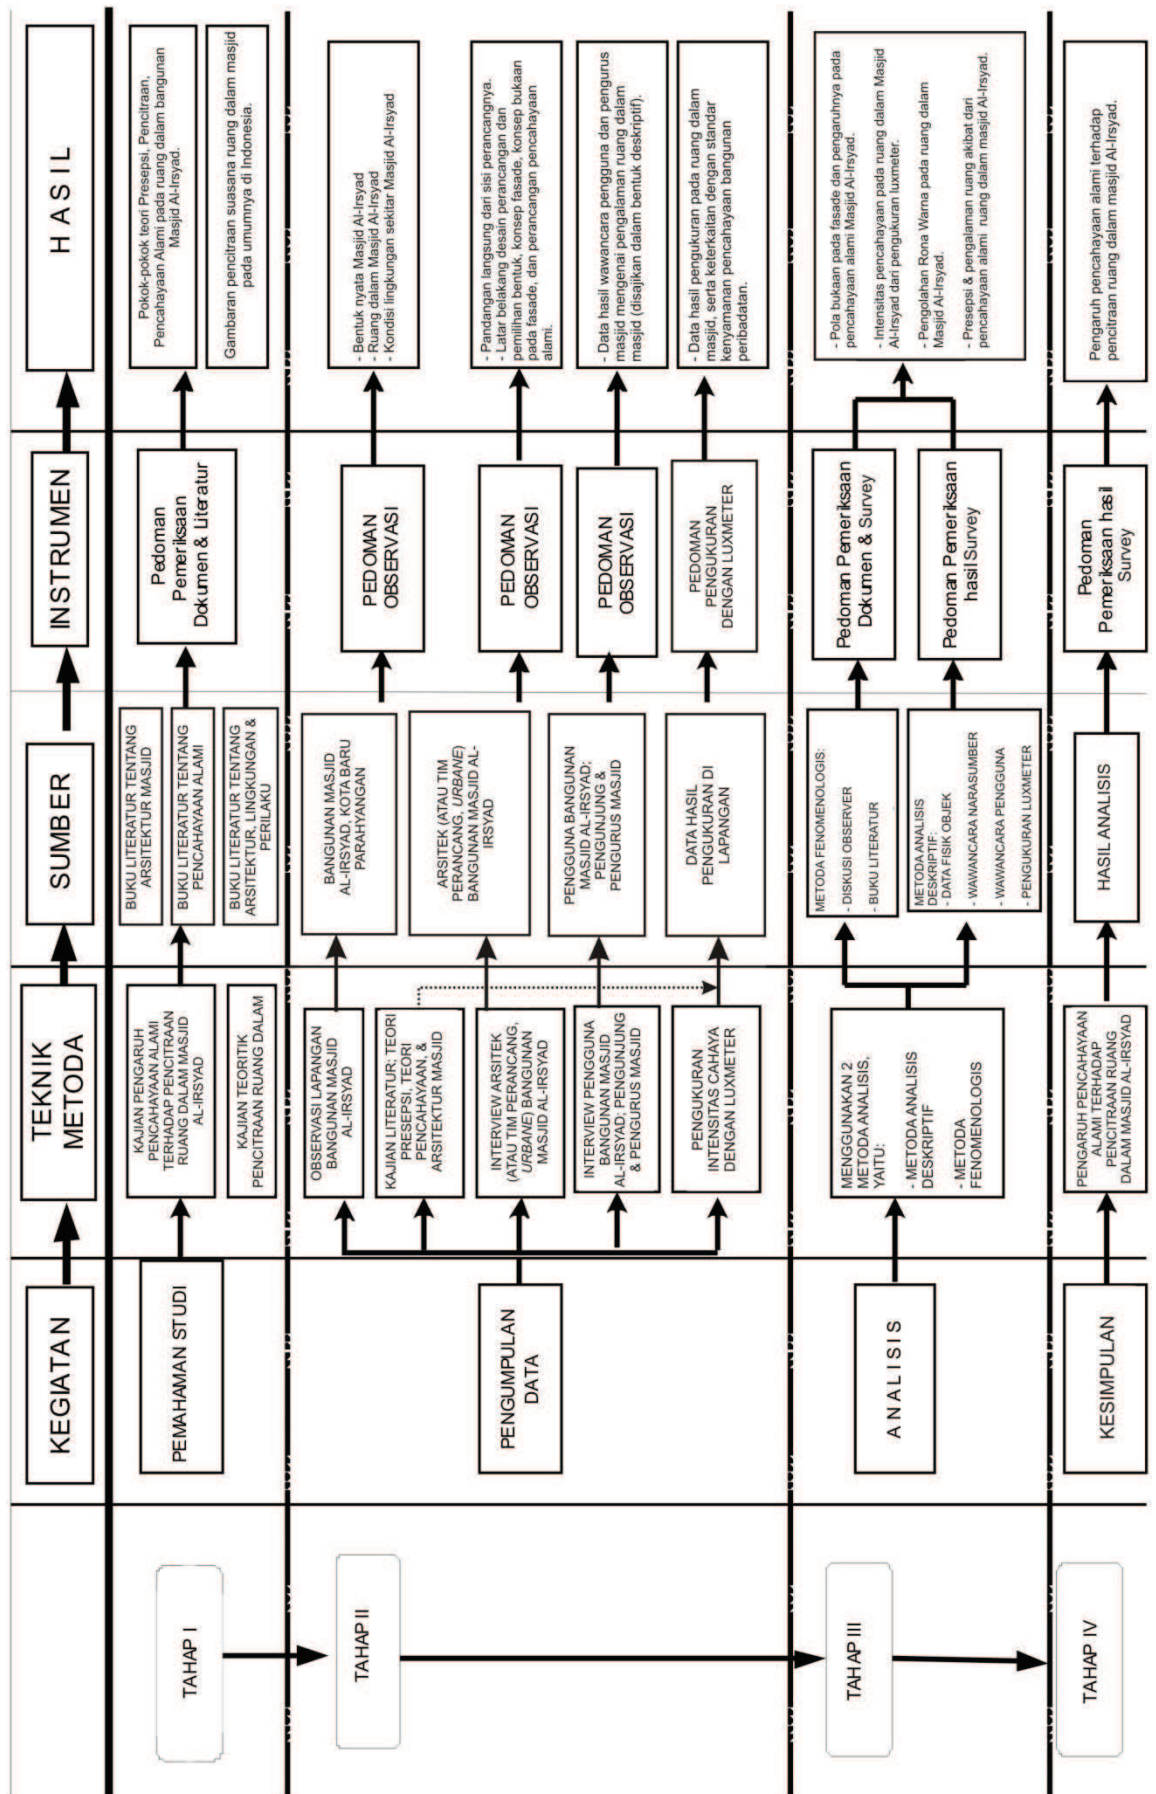 KEGIATAN
TEKNIK
METODA
SUMBER
INSTRUMEN
H A S I L
TAHAP I
PEMAHAMAN STUDI
KAJIAN PENGARUH
PENCAHAYAAN ALAMI
TERHADAP PENCITRAAN
RUANG DALAM MASJID
AL-IRSYAD
KAJIAN TEORITIK
PENCITRAAN RUANG DALAM
BUKU LITERATUR TENTANG
ARSITEKTUR MASJID
BUKU LITERATUR TENTANG
PENCAHAYAAN ALAMI
BUKU LITERATUR TENTANG
ARSITEKTUR, LINGKUNGAN &
PERILAKU
Pedoman
Pemeriksaan
Dokumen & Literatur
Pokok-pokok teori Presepsi, Pencitraan,
Pencahayaan Alami pada ruang dalam bangunan
Masjid Al-Irsyad.
Gambaran pencitraan suasana ruang dalam masjid
pada umumnya di Indonesia.
TAHAP II
PENGUMPULAN
DATA
OBSERVASI LAPANGAN
BANGUNAN MASJID
AL-IRSYAD
KAJIAN LITERATUR; TEORI
PRESEPSI, TEORI
PENCAHAYAAN, &
ARSITEKTUR MASJID
INTERVIEW ARSITEK
(ATAU TIM PERANCANG,
URBANE) BANGUNAN
MASJID AL-IRSYAD
INTERVIEW PENGGUNA
BANGUNAN MASJID
AL-IRSYAD; PENGUNJUNG
& PENGURUS MASJID
PENGUKURAN
INTENSITAS CAHAYA
DENGAN LUXMETER
BANGUNAN MASJID
AL-IRSYAD, KOTA BARU
PARAHYANGAN
ARSITEK (ATAU TIM
PERANCANG, URBANE)
BANGUNAN MASJID AL-
IRSYAD
PENGGUNA BANGUNAN
MASJID AL-IRSYAD;
PENGUNJUNG &
PENGURUS MASJID
DATA HASIL
PENGUKURAN DI
LAPANGAN
PEDOMAN
OBSERVASI
PEDOMAN
OBSERVASI
PEDOMAN
OBSERVASI
PEDOMAN
PENGUKURAN
DENGAN LUXMETER
- Bentuk nyata Masjid Al-Irsyad
- Ruang dalam Masjid Al-Irsyad
- Kondisi lingkungan sekitar Masjid Al-Irsyad
- Pandangan langsung dari sisi perancangnya.
- Latar belakang desain perancangan dan
pemilihan bentuk, konsep fasade, konsep bukaan
pada fasade, dan perancangan pencahayaan
alami.
- Data hasil wawancara pengguna dan pengurus
masjid mengenai pengalaman ruang dalam
masjid (disajikan dalam bentuk deskriptif).
- Data hasil pengukuran pada ruang dalam
masjid, serta keterkaitan dengan standar
kenyamanan pencahayaan bangunan
peribadatan.
TAHAP III
A N A L I S I S
MENGGUNAKAN 2
METODA ANALISIS,
YAITU:
- METODA ANALISIS
DESKRIPTIF
- METODA
FENOMENOLOGIS
METODA FENOMENOLOGIS:
- DISKUSI OBSERVER
- BUKU LITERATUR
METODA ANALISIS
DESKRIPTIF:
- DATA FISIK OBJEK
- WAWANCARA NARASUMBER
- WAWANCARA PENGGUNA
- PENGUKURAN LUXMETER
Pedoman Pemeriksaan
Dokumen & Survey
Pedoman Pemeriksaan
hasil Survey
- Pola bukaan pada fasade dan pengaruhnya pada
pencahayaan alami Masjid Al-Irsyad.
- Intensitas pencahayaan pada ruang dalam Masjid
Al-Irsyad dari pengukuran luxmeter.
- Pengolahan Rona Warna pada ruang dalam
Masjid Al-Irsyad.
- Presepsi & pengalaman ruang akibat dari
pencahayaan alami ruang dalam masjid Al-Irsyad.
TAHAP IV
KESIMPULAN
PENGARUH PENCAHAYAAN
ALAMI TERHADAP
PENCITRAAN RUANG
DALAM MASJID AL-IRSYAD
HASIL ANALISIS
Pedoman
Pemeriksaan hasil
Survey
Pengaruh pencahayaan alami terhadap
pencitraan ruang dalam masjid Al-Irsyad.